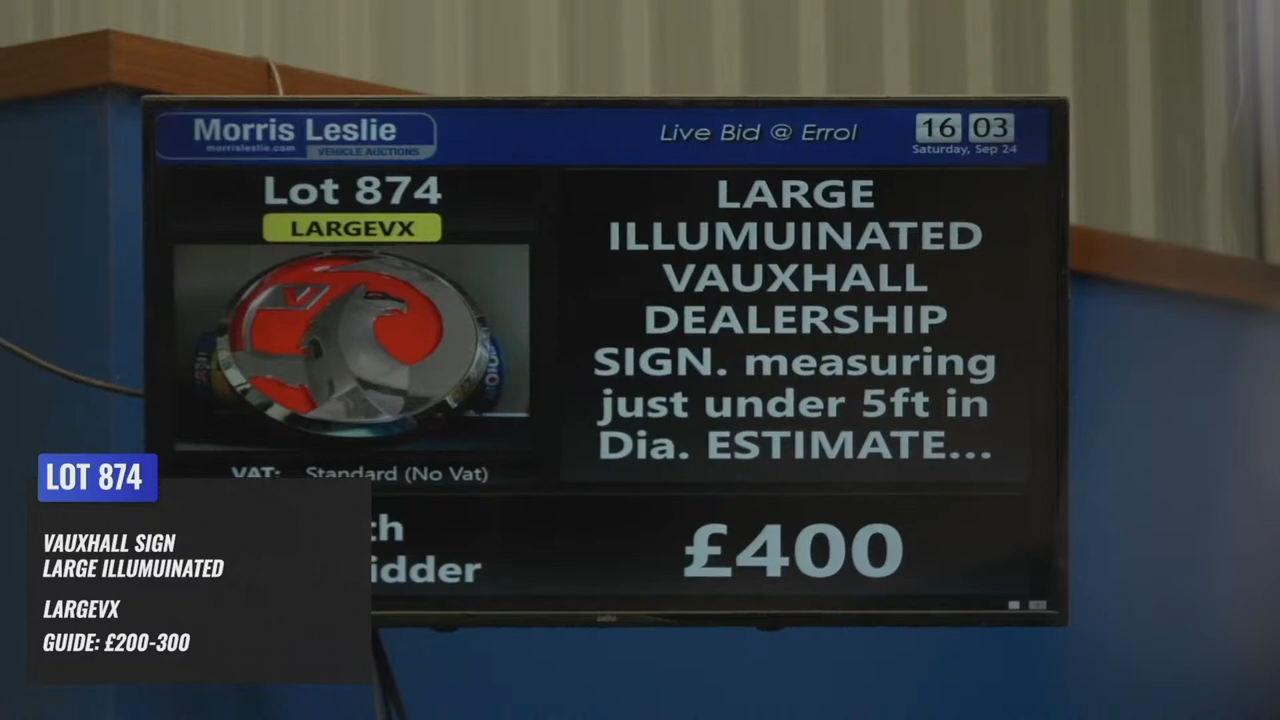 Morris Leslie
morrisleslie.com
VEHICLE AUCTIONS
Live Bid @ Errol
16 03
Saturday, Sep 24
Lot 874
LARGEVX
V
VAT: Standard (No Vat)
LARGE
ILLUMUINATED
VAUXHALL
DEALERSHIP
SIGN. measuring
just under 5ft in
Dia. ESTIMATE...
£400
LOT 874
VAUXHALL SIGN
LARGE ILLUMUINATED
LARGEVX
GUIDE: £200-300